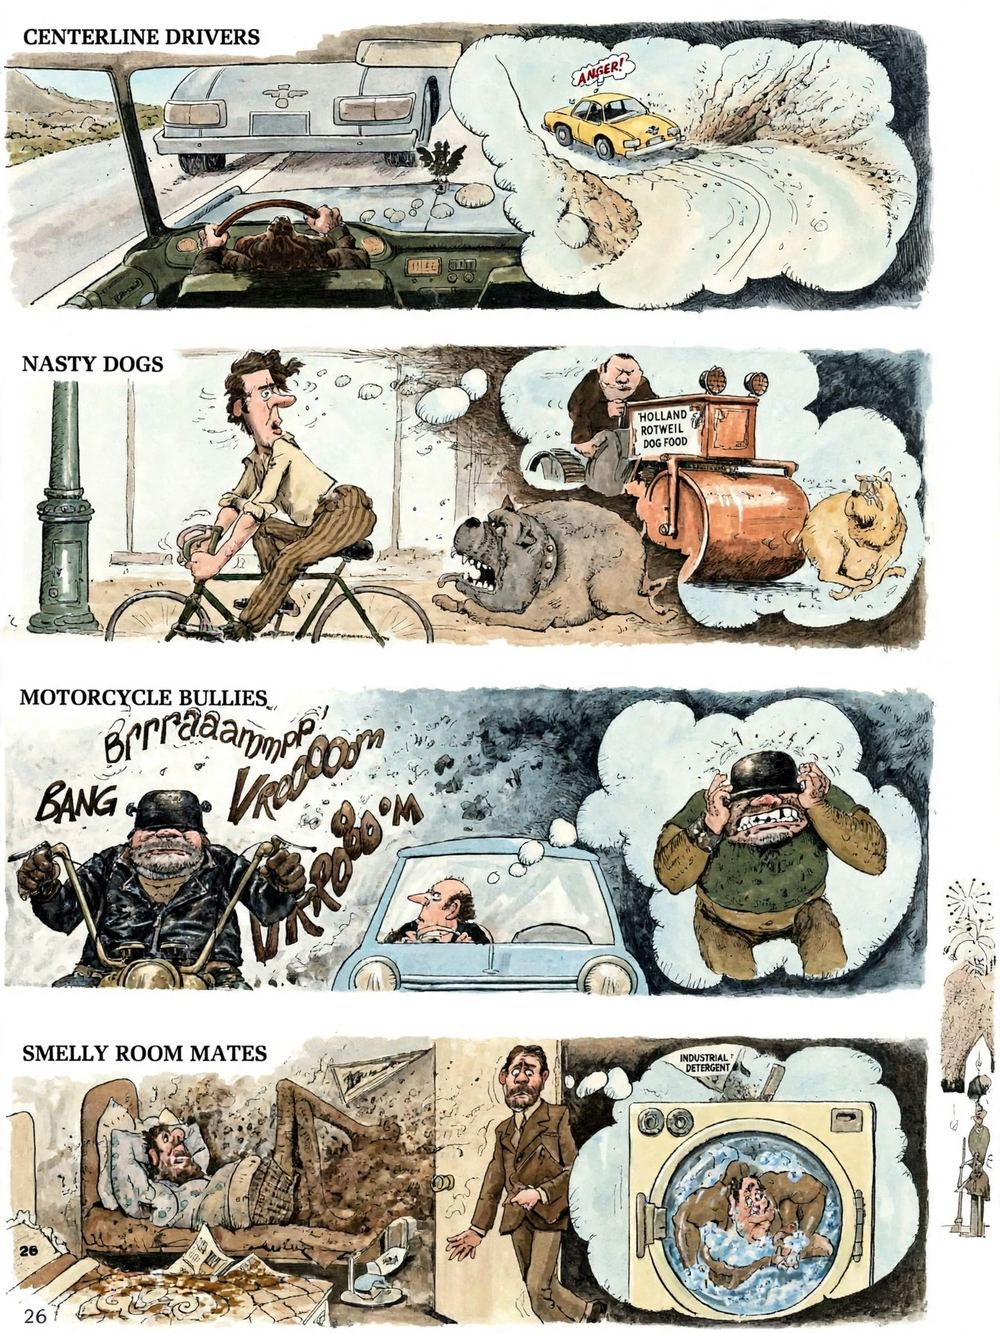 CENTERLINE DRIVERS
ANGER!
NASTY DOGS
HOLLAND
ROTWEIL
DOG FOOD
MOTORCYCLE BULLIES
Brrraaammpp'
VROOOOOM
BANG
SMELLY ROOM MATES
INDUSTRIAL
DETERGENT
26
26